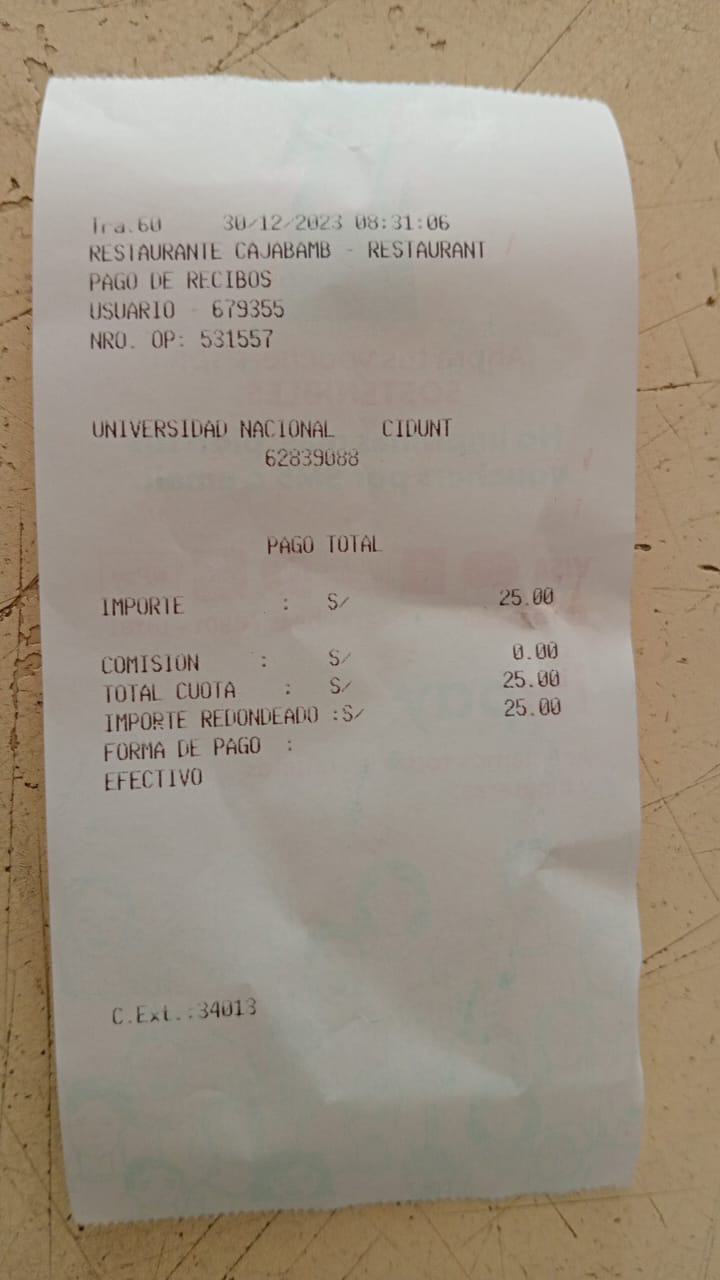 Tra.60 30/12/2023 08:31:06
RESTAURANTE CAJABAMB - RESTAURANT
PAGO DE RECIBOS
USUARIO - 679355
NRO. OP: 531557
UNIVERSIDAD NACIONAL CIDUNT
62839088
PAGO TOTAL
IMPORTE : S/ 25.00
COMISION : S/ 0.00
TOTAL CUOTA : S/ 25.00
IMPORTE REDONDEADO :S/ 25.00
FORMA DE PAGO :
EFECTIVO
C.Ext.:34013